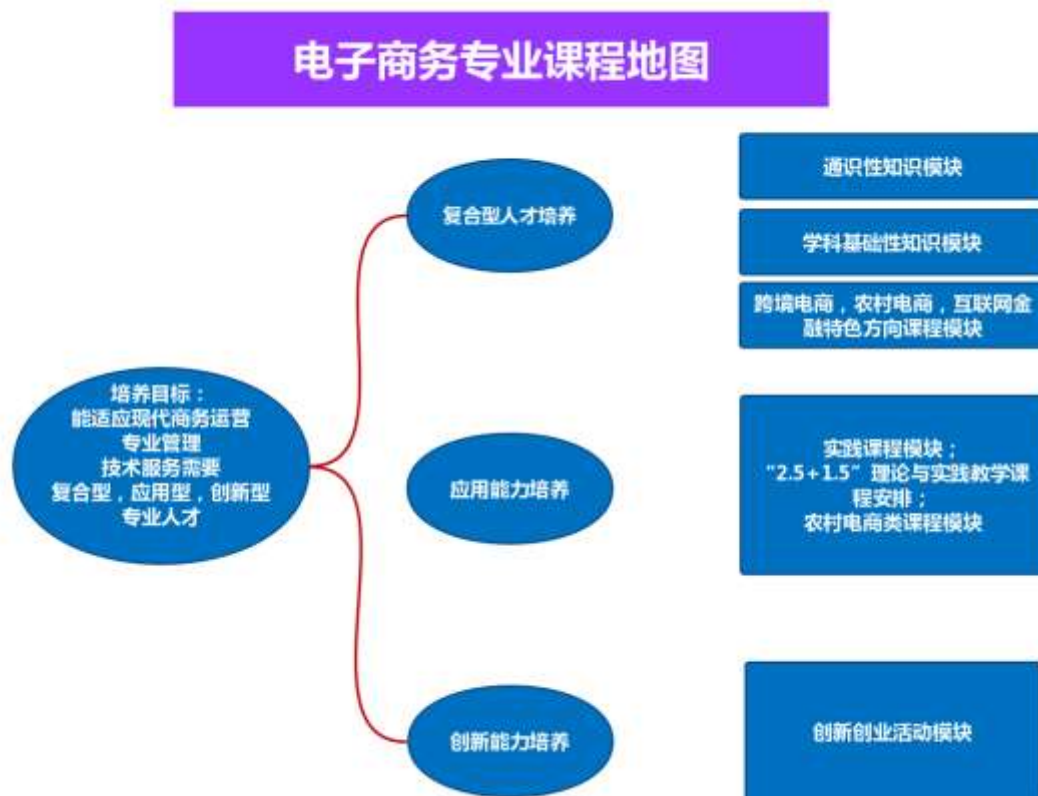 电子商务专业课程地图
复合型人才培养
通识性知识模块
学科基础性知识模块
跨境电商，农村电商，互联网金
融特色方向课程模块
培养目标：
能适应现代商务运营
专业管理
技术服务需要
复合型，应用型，创新型
专业人才
应用能力培养
实践课程模块；
“2.5+1.5”理论与实践教学课
程安排；
农村电商类课程模块
创新能力培养
创新创业活动模块